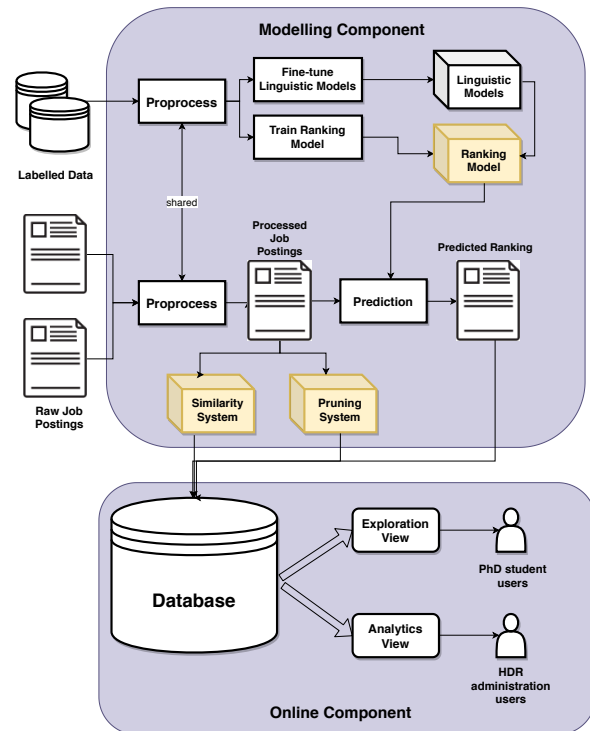 Modelling Component
Fine-tune
Linguistic Models
Linguistic
Models
Proprocess
Train Ranking
Model
Ranking
Model
Labelled Data
shared
Processed
Job
Postings
Predicted Ranking
Proprocess
Prediction
Raw Job
Postings
Similarity
System
Pruning
System
Database
Exploration
View
PhD student
users
Analytics
View
HDR
administration
users
Online Component